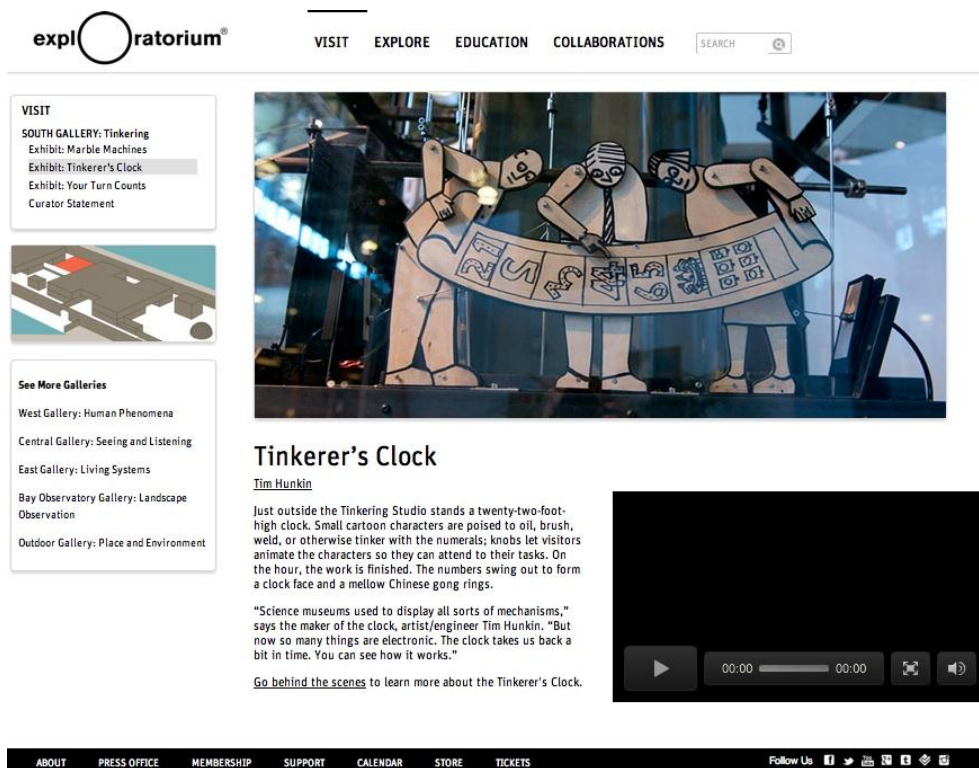 expl ratorium®
VISIT EXPLORE EDUCATION COLLABORATIONS SEARCH
VISIT
SOUTH GALLERY: Tinkering
Exhibit: Marble Machines
Exhibit: Tinkerer's Clock
Exhibit: Your Turn Counts
Curator Statement
See More Galleries
West Gallery: Human Phenomena
Central Gallery: Seeing and Listening
East Gallery: Living Systems
Bay Observatory Gallery: Landscape
Observation
Outdoor Gallery: Place and Environment
Tinkerer’s Clock
Tim Hunkin
Just outside the Tinkering Studio stands a twenty-two-foot-
high clock. Small cartoon characters are poised to oil, brush,
weld, or otherwise tinker with the numerals; knobs let visitors
animate the characters so they can attend to their tasks. On
the hour, the work is finished. The numbers swing out to form
a clock face and a mellow Chinese gong rings.
“Science museums used to display all sorts of mechanisms,”
says the maker of the clock, artist/engineer Tim Hunkin. “But
now so many things are electronic. The clock takes us back a
bit in time. You can see how it works.”
Go behind the scenes to learn more about the Tinkerer's Clock.
00:00 00:00
ABOUT PRESS OFFICE MEMBERSHIP SUPPORT CALENDAR STORE TICKETS Follow Us